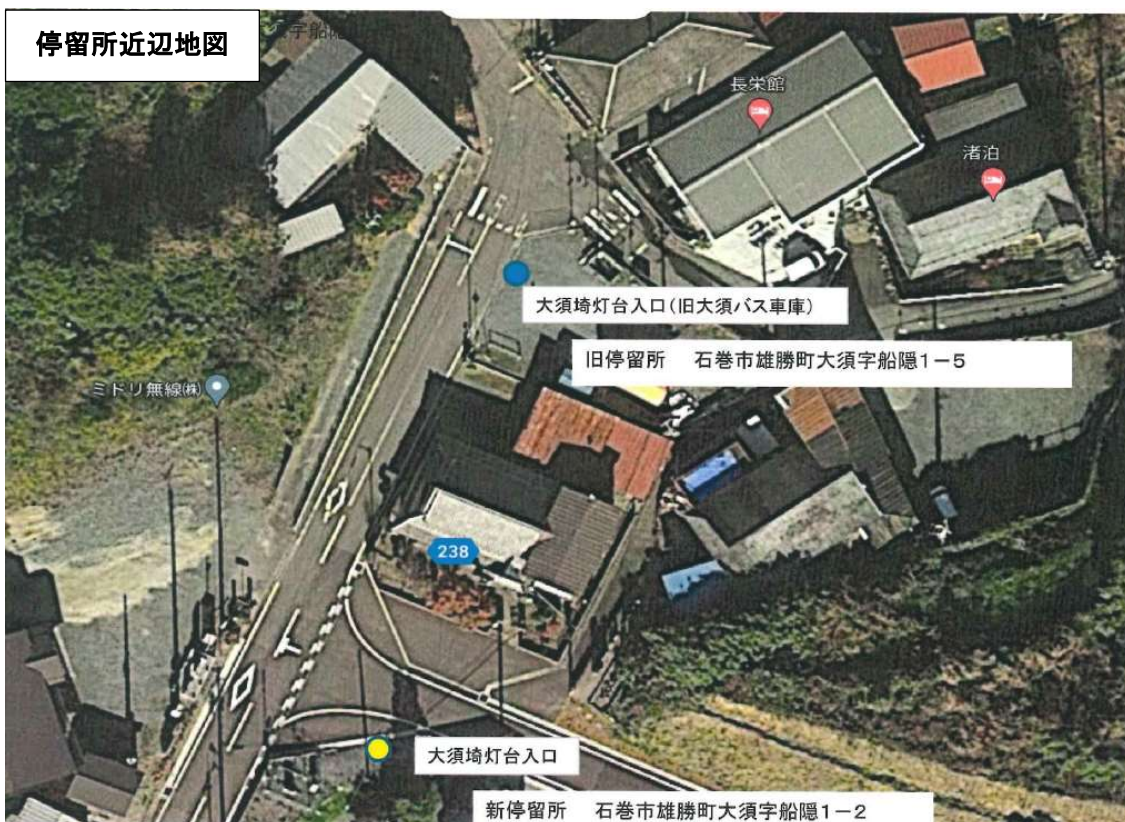 停留所近辺地図
字船隠
長栄館
渚泊
大須埼灯台入口(旧大須バス車庫)
旧停留所 石巻市雄勝町大須字船隠1-5
ミドリ無線㈱
238
大須埼灯台入口
新停留所 石巻市雄勝町大須字船隠1-2